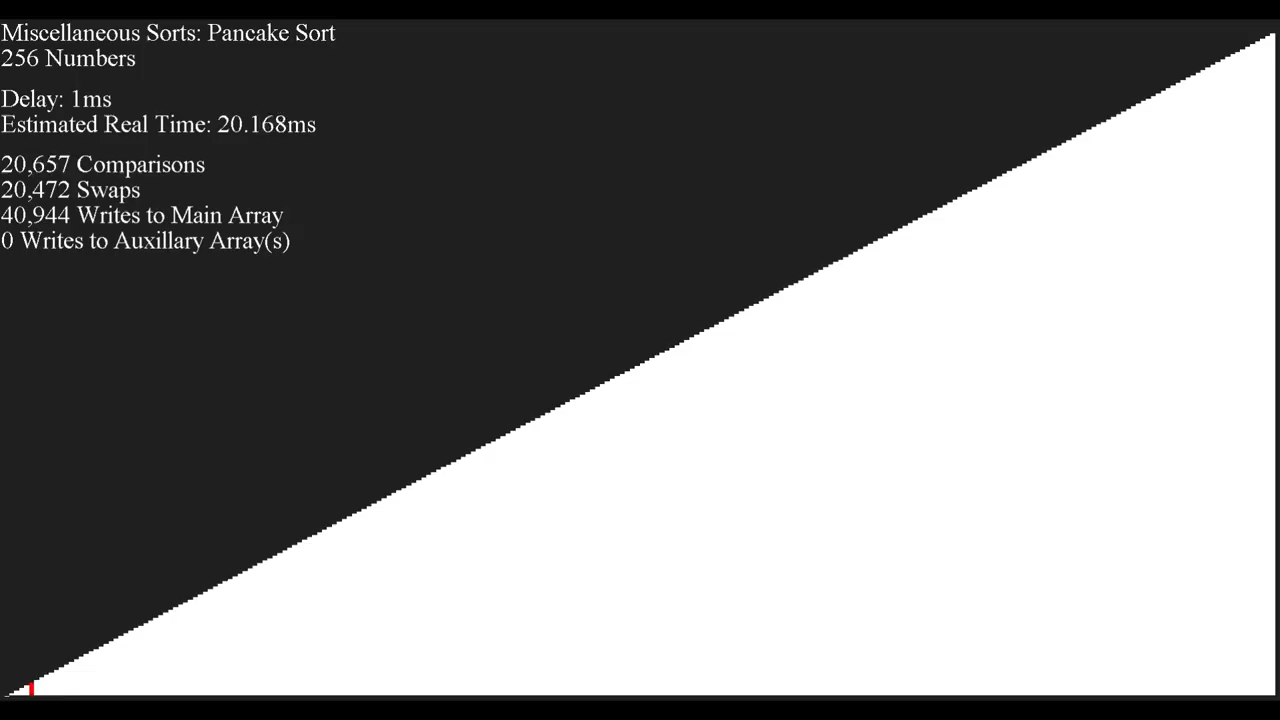 Miscellaneous Sorts: Pancake Sort
256 Numbers
Delay: 1ms
Estimated Real Time: 20.168ms
20,657 Comparisons
20,472 Swaps
40,944 Writes to Main Array
0 Writes to Auxillary Array(s)